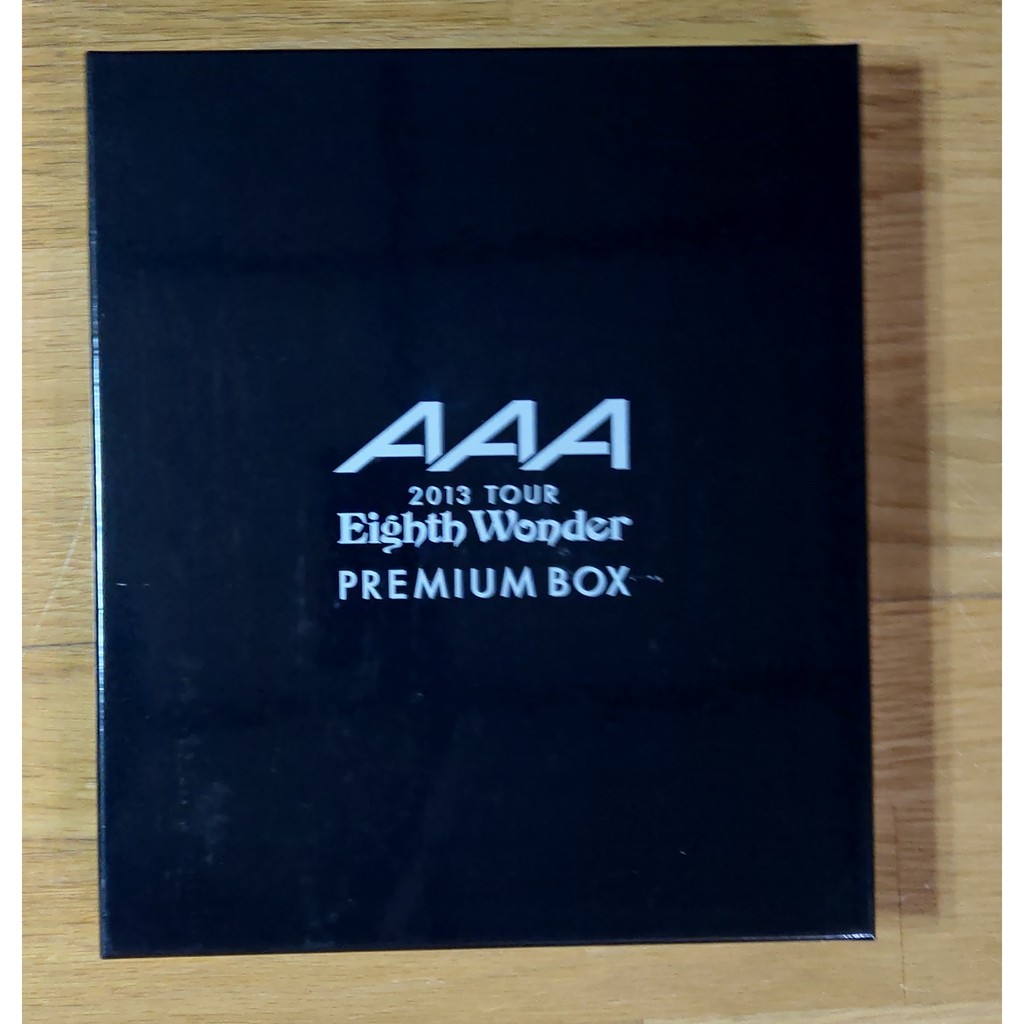 AAA
2013 TOUR
Eighth Wonder
PREMIUM BOX